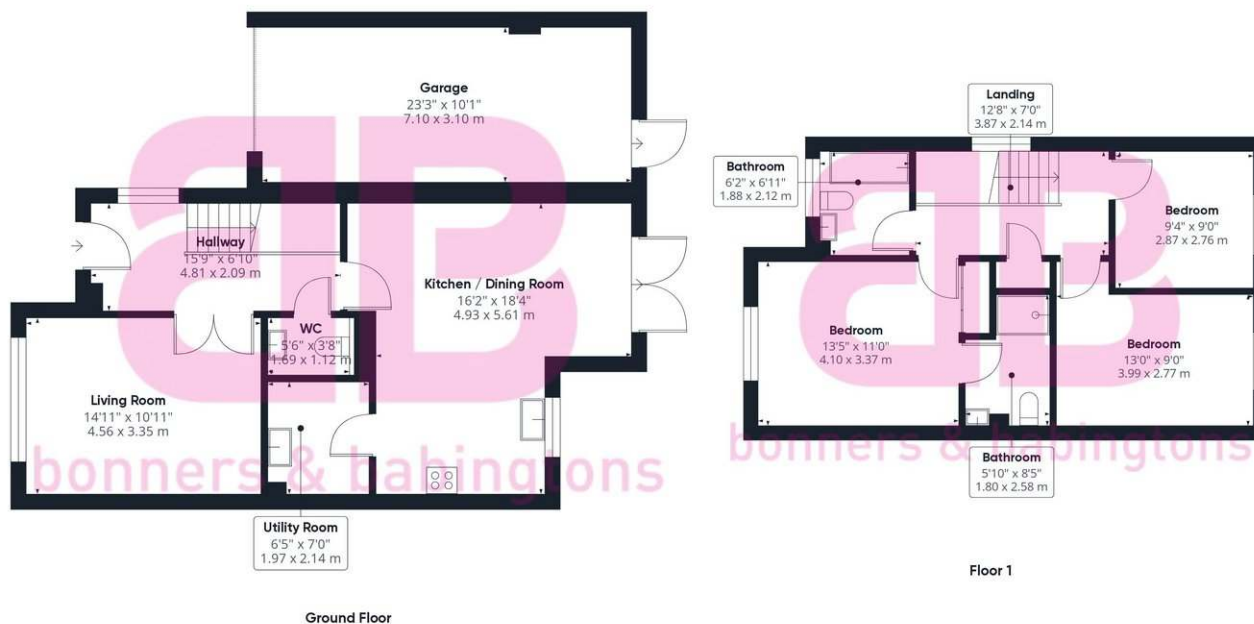 Garage
23'3" x 10'1"
7.10 x 3.10 m
Hallway
15'9" x 6'10"
4.81 x 2.09 m
Kitchen / Dining Room
16'2" x 18'4"
4.93 x 5.61 m
WC
5'6" x 3'8"
1.69 x 1.12 m
Living Room
14'11" x 10'11"
4.56 x 3.35 m
bonners & babingtons
Utility Room
6'5" x 7'0"
1.97 x 2.14 m
Ground Floor
Landing
12'8" x 7'0"
3.87 x 2.14 m
Bathroom
6'2" x 6'11"
1.88 x 2.12 m
Bedroom
9'4" x 9'0"
2.87 x 2.76 m
Bedroom
13'5" x 11'0"
4.10 x 3.37 m
Bedroom
13'0" x 9'0"
3.99 x 2.77 m
bonners & babingtons
Bathroom
5'10" x 8'5"
1.80 x 2.58 m
Floor 1